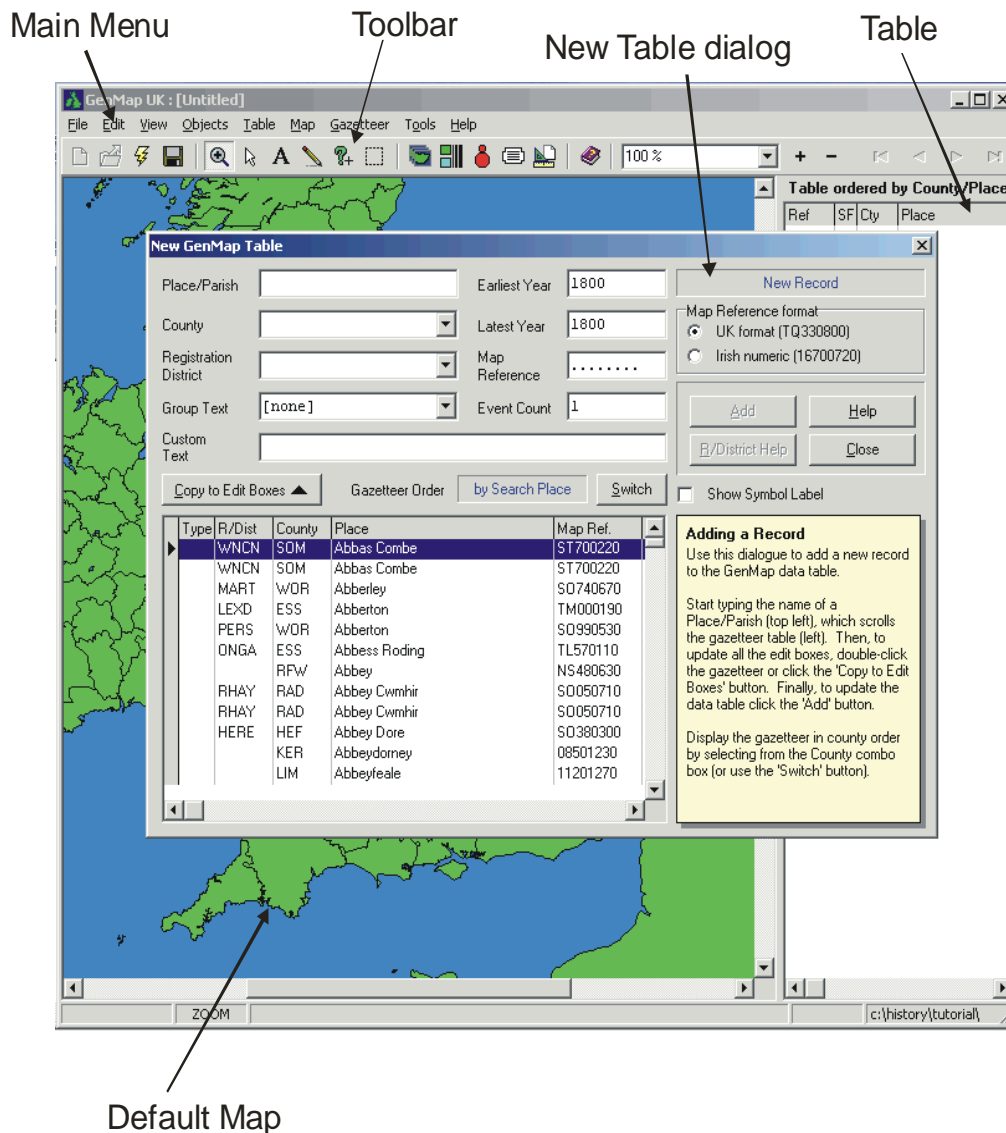 Main Menu
Toolbar
New Table dialog
Table
GenMap UK : [Untitled]
File Edit View Objects Table Map Gazetteer Tools Help
100 %
Table ordered by County/Place
Ref SF Cty Place
New GenMap Table
Place/Parish
Earliest Year 1800
New Record
County
Latest Year 1800
Map Reference format
UK format (TQ330800)
Irish numeric (16700720)
Registration
District
Map
Reference ........
Group Text [none]
Event Count 1
Add Help
Custom
Text
R/District Help Close
Copy to Edit Boxes Gazetteer Order by Search Place Switch
Show Symbol Label
Type R/Dist County Place Map Ref.
WNCN SOM Abbas Combe ST700220
WNCN SOM Abbas Combe ST700220
MART WOR Abberley SO740670
LEXD ESS Abberton TM000190
PERS WOR Abberton SO990530
ONGA ESS Abbess Roding TL570110
RFW Abbey NS480630
RHAY RAD Abbey Cwmhir SO050710
RHAY RAD Abbey Cwmhir SO050710
HERE HEF Abbey Dore SO380300
KER Abbeydorney 08501230
LIM Abbeyfeale 11201270
Adding a Record
Use this dialogue to add a new record
to the GenMap data table.
Start typing the name of a
Place/Parish (top left), which scrolls
the gazetteer table (left). Then, to
update all the edit boxes, double-click
the gazetteer or click the 'Copy to Edit
Boxes' button. Finally, to update the
data table click the 'Add' button.
Display the gazetteer in county order
by selecting from the County combo
box (or use the 'Switch' button).
ZOOM
c:\history\tutorial\
Default Map